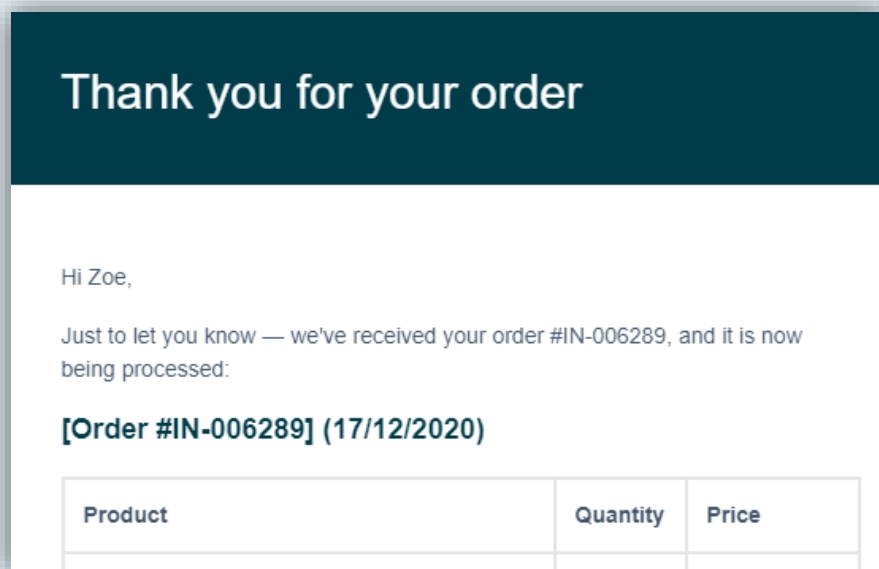 Thank you for your order
Hi Zoe,
Just to let you know — we've received your order #IN-006289, and it is now
being processed:
[Order #IN-006289] (17/12/2020)
Product Quantity Price